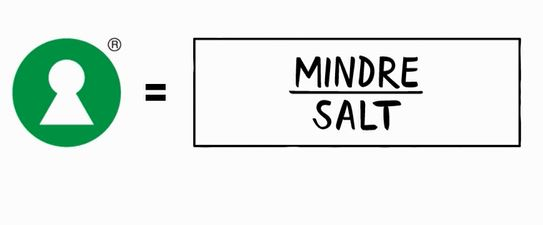 ®
=
MINDRE
SALT